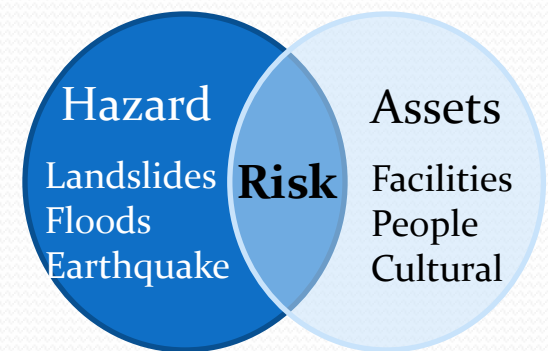 Hazard
Landslides
Floods
Earthquake
Risk
Assets
Facilities
People
Cultural